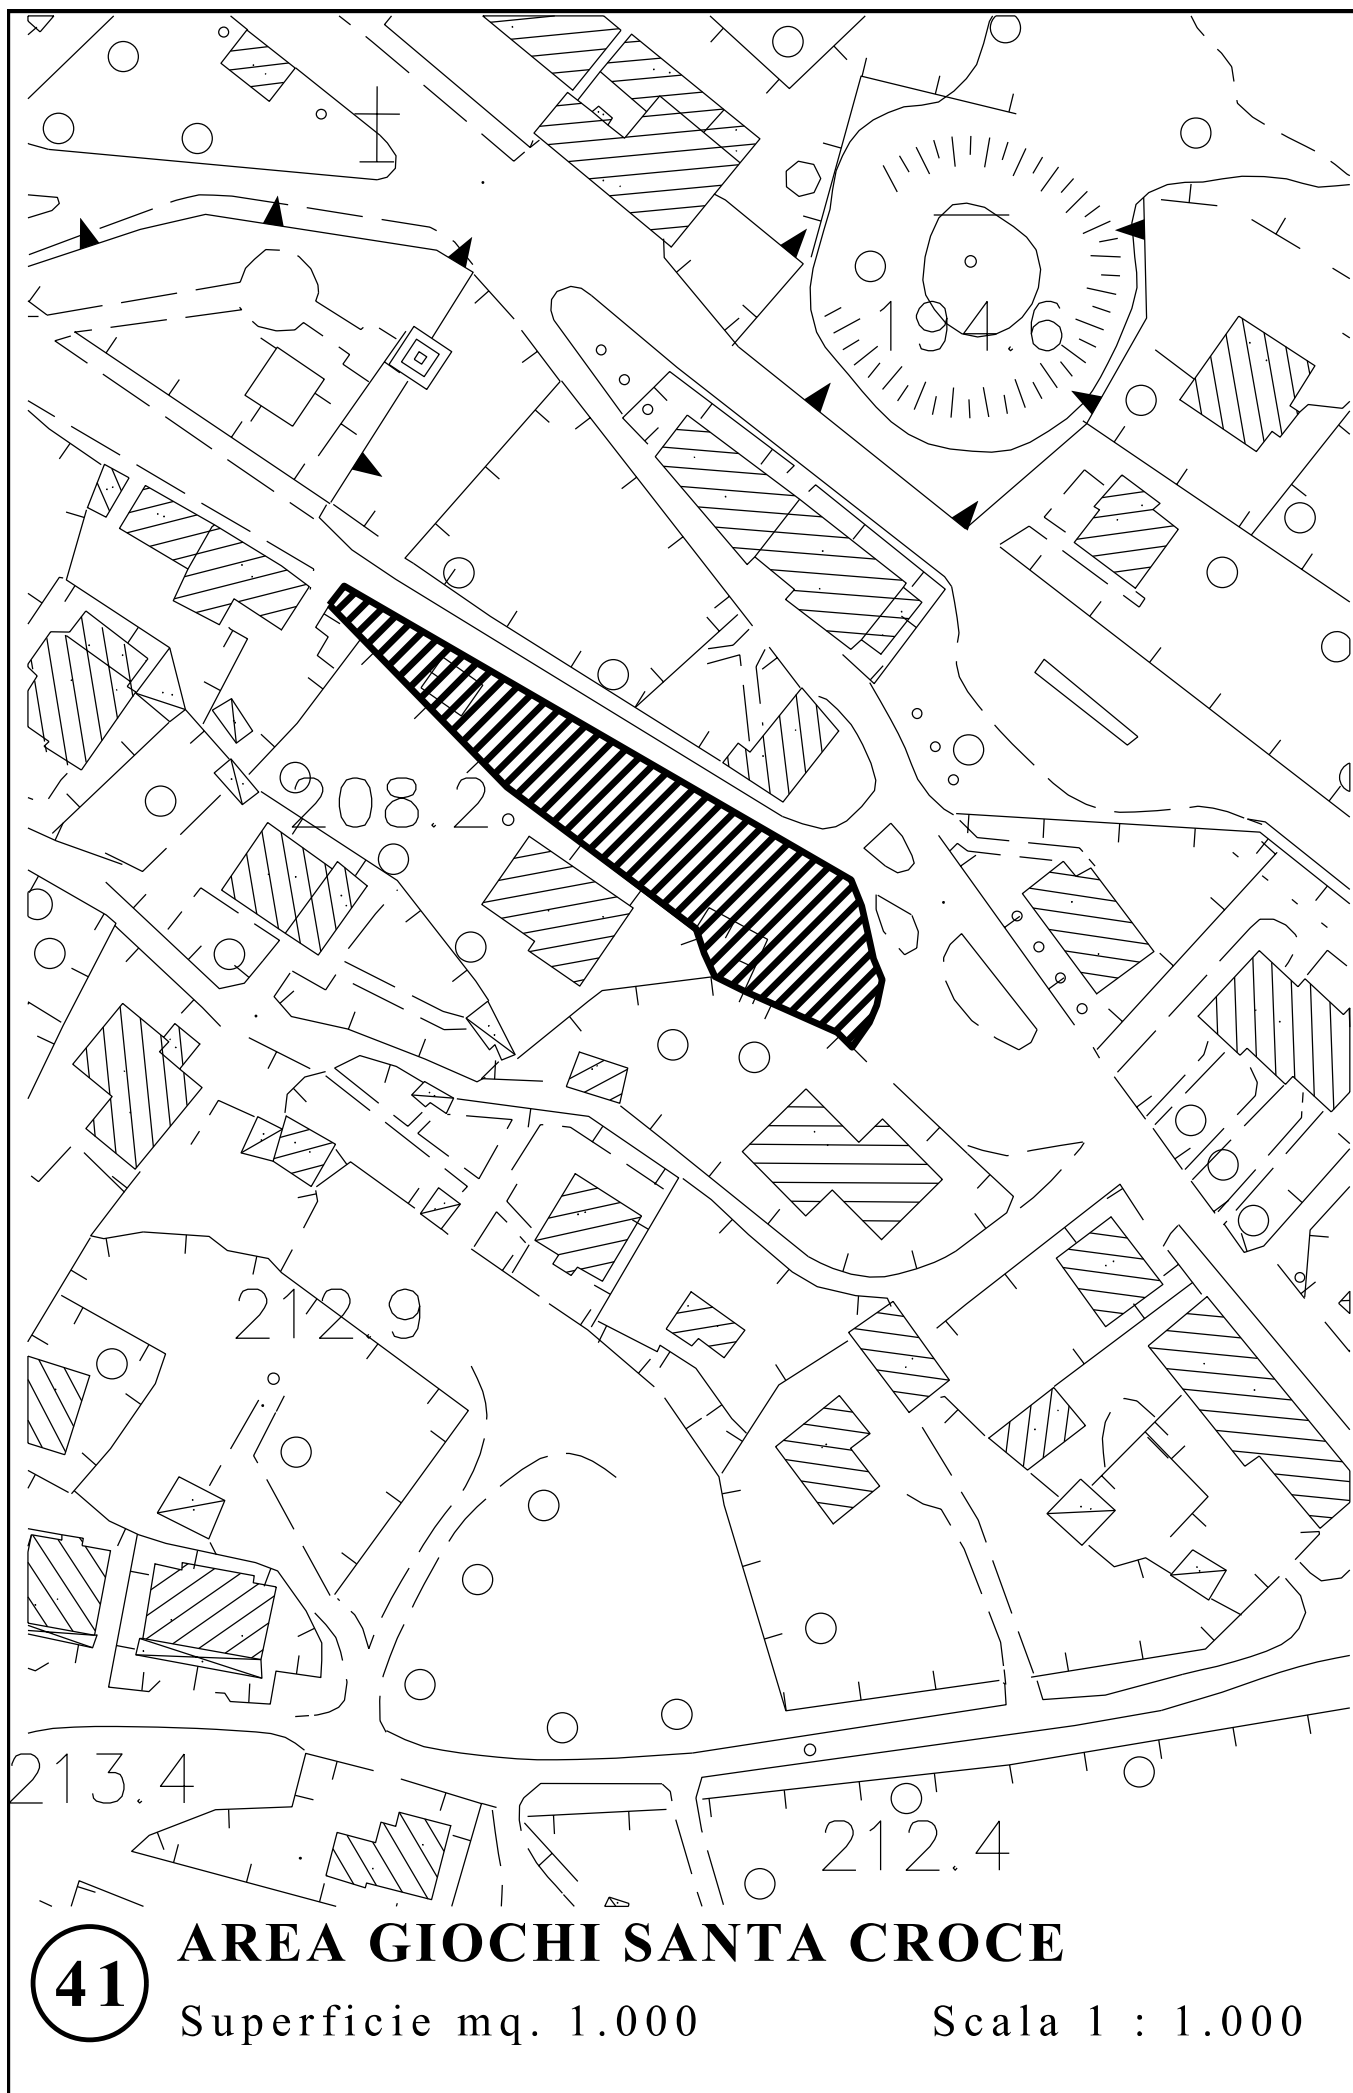 194.6
208.2
212.9
213.4
212.4
41
AREA GIOCHI SANTA CROCE
Superficie mq. 1.000
Scala 1 : 1.000